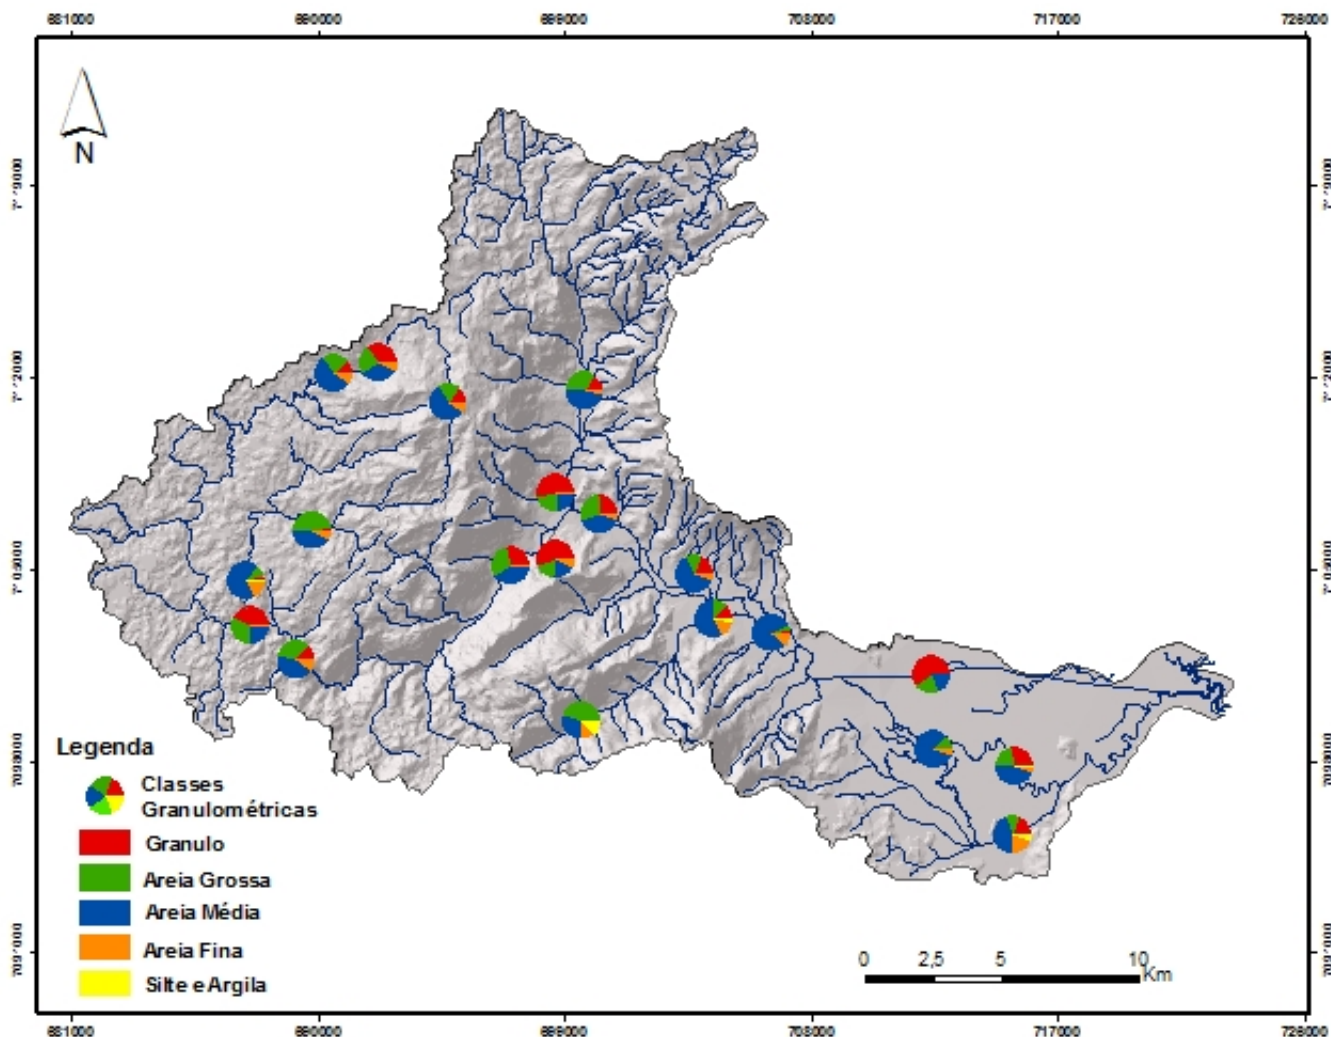 681000 690000 699000 708000 717000 726000
N
Legenda
Classes
Granulométricas
Granulo
Areia Grossa
Areia Média
Areia Fina
Silte e Argila
0 2,5 5 10
Km
681000 690000 699000 708000 717000 726000